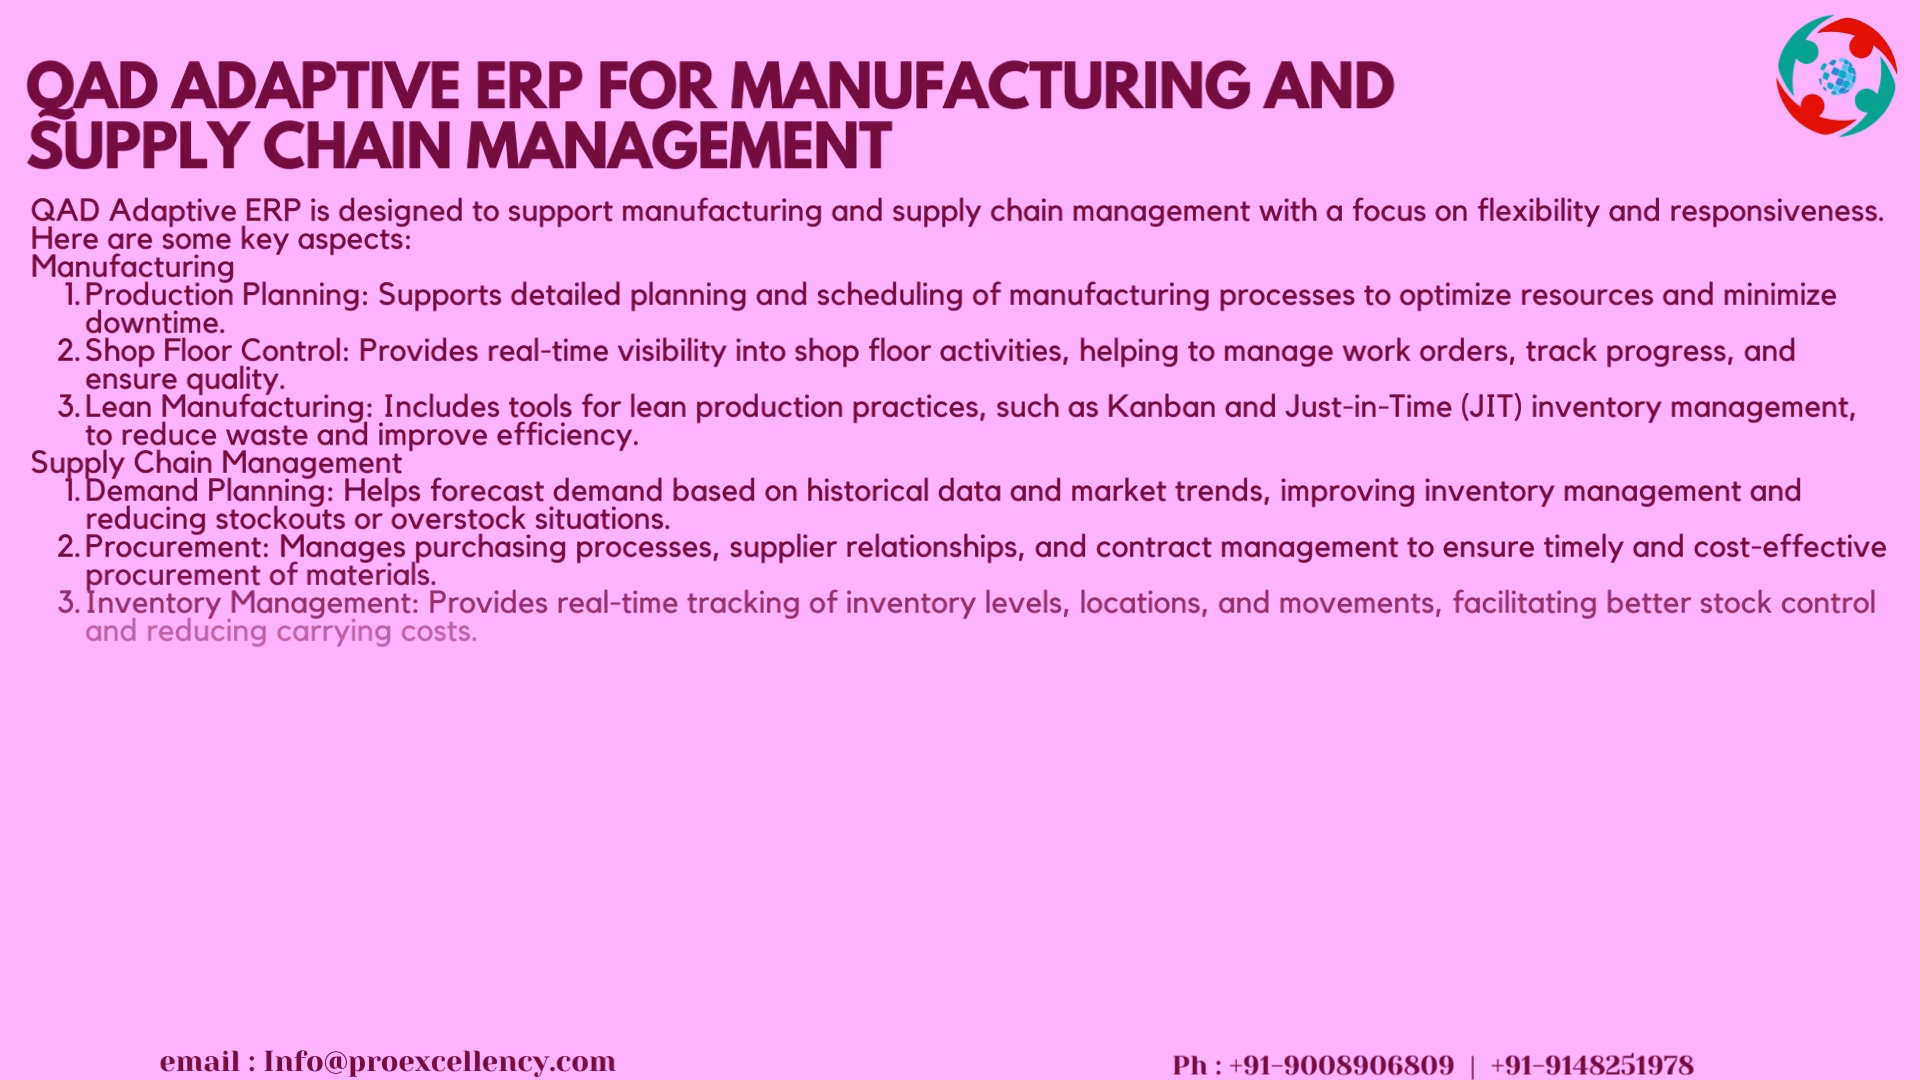 QAD ADAPTIVE ERP FOR MANUFACTURING AND
SUPPLY CHAIN MANAGEMENT
QAD Adaptive ERP is designed to support manufacturing and supply chain management with a focus on flexibility and responsiveness.
Here are some key aspects:
Manufacturing
1. Production Planning: Supports detailed planning and scheduling of manufacturing processes to optimize resources and minimize
downtime.
2. Shop Floor Control: Provides real-time visibility into shop floor activities, helping to manage work orders, track progress, and
ensure quality.
3. Lean Manufacturing: Includes tools for lean production practices, such as Kanban and Just-in-Time (JIT) inventory management,
to reduce waste and improve efficiency.
Supply Chain Management
1. Demand Planning: Helps forecast demand based on historical data and market trends, improving inventory management and
reducing stockouts or overstock situations.
2. Procurement: Manages purchasing processes, supplier relationships, and contract management to ensure timely and cost-effective
procurement of materials.
3. Inventory Management: Provides real-time tracking of inventory levels, locations, and movements, facilitating better stock control
and reducing carrying costs.
email : Info@proexcellency.com
Ph : +91-9008906809 | +91-9148251978